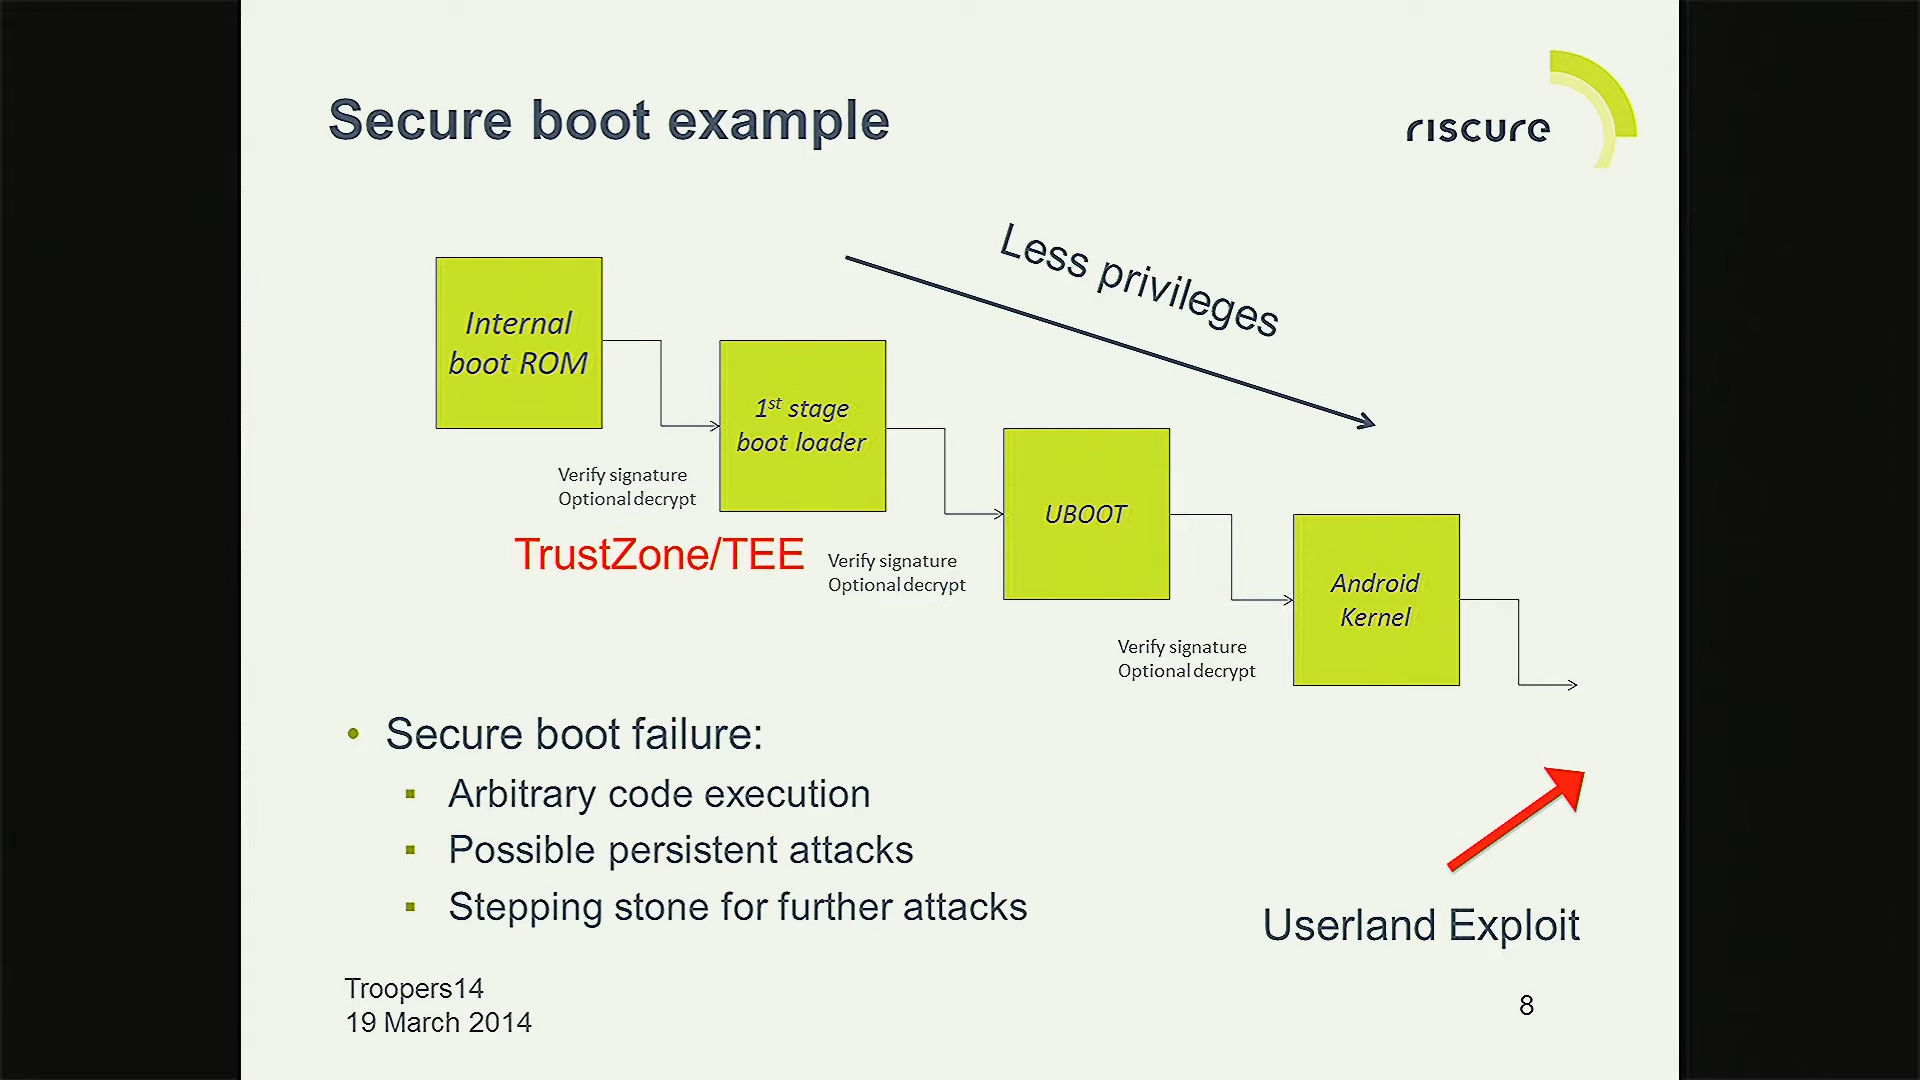 Secure boot example
riscure
Less privileges
Internal
boot ROM
1st stage
boot loader
Verify signature
Optional decrypt
UBOOT
TrustZone/TEE
Verify signature
Optional decrypt
Android
Kernel
Verify signature
Optional decrypt
• Secure boot failure:
▪ Arbitrary code execution
▪ Possible persistent attacks
▪ Stepping stone for further attacks
Userland Exploit
Troopers14
19 March 2014
8